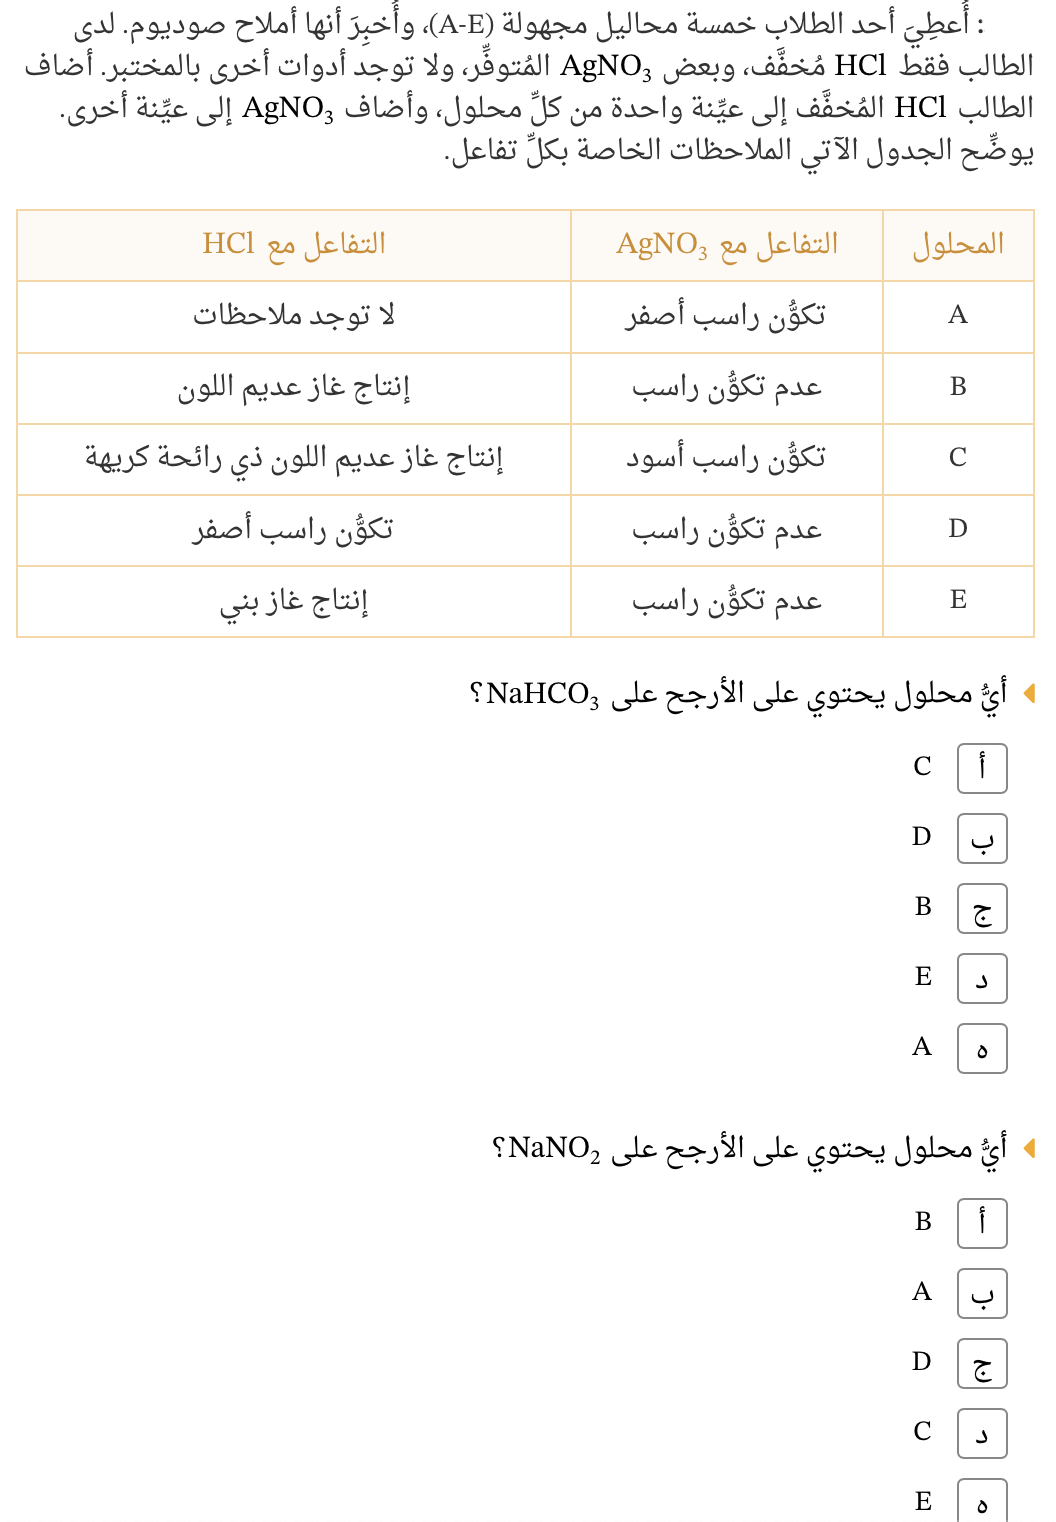 : أُعطِيَ أحد الطلاب خمسة محاليل مجهولة (A-E)، وأُخبِرَ أنها أملاح صوديوم. لدى
الطالب فقط HCl مُخفَّف، وبعض AgNO₃ المُتوفِّر، ولا توجد أدوات أخرى بالمختبر. أضاف
الطالب HCl المُخفَّف إلى عيِّنة واحدة من كلِّ محلول، وأضاف AgNO₃ إلى عيِّنة أخرى.
يوضِّح الجدول الآتي الملاحظات الخاصة بكلِّ تفاعل.
المحلول التفاعل مع AgNO₃ التفاعل مع HCl
A تكوُّن راسب أصفر لا توجد ملاحظات
B عدم تكوُّن راسب إنتاج غاز عديم اللون
C تكوُّن راسب أسود إنتاج غاز عديم اللون ذي رائحة كريهة
D عدم تكوُّن راسب تكوُّن راسب أصفر
E عدم تكوُّن راسب إنتاج غاز بني
أيُّ محلول يحتوي على الأرجح على NaHCO₃؟
أ C
ب D
ج B
د E
ه A
أيُّ محلول يحتوي على الأرجح على NaNO₂؟
أ B
ب A
ج D
د C
ه E